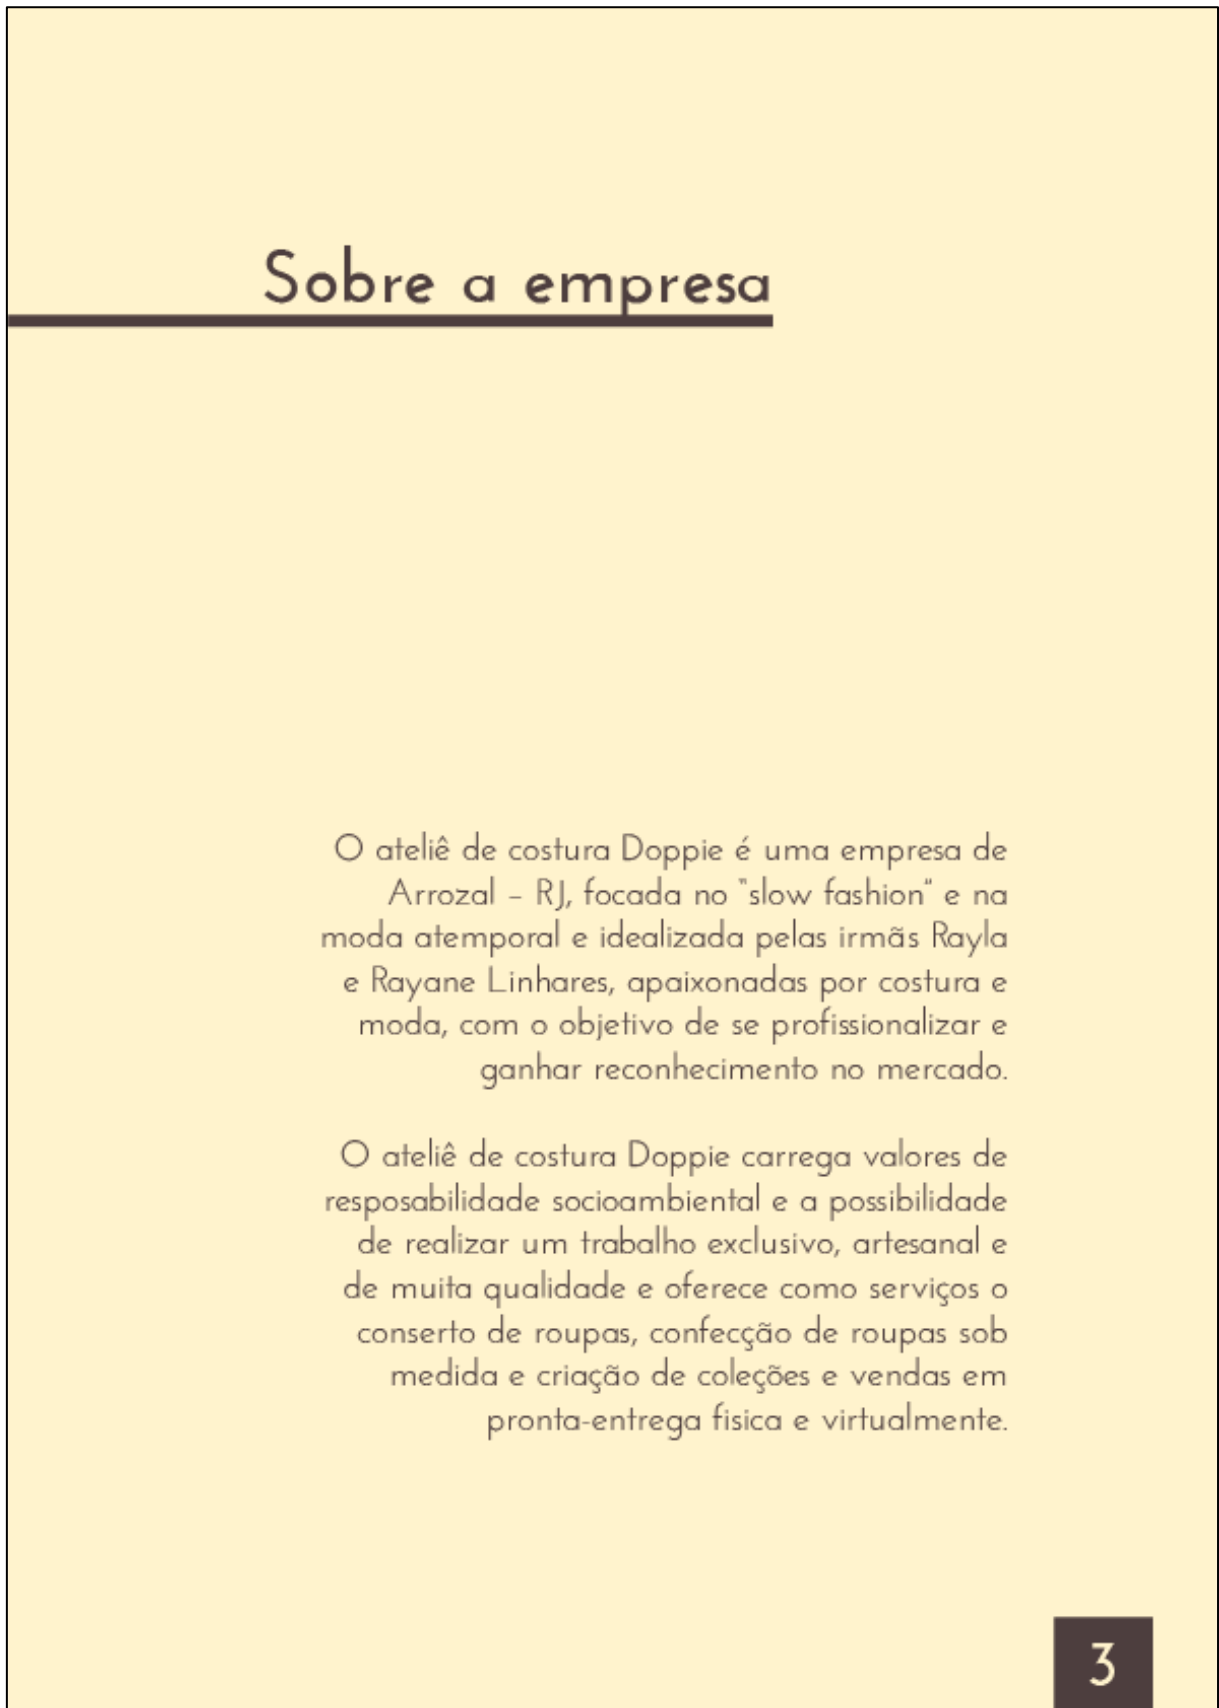 Sobre a empresa
O ateliê de costura Doppie é uma empresa de
Arrozal – RJ, focada no "slow fashion" e na
moda atemporal e idealizada pelas irmãs Rayla
e Rayane Linhares, apaixonadas por costura e
moda, com o objetivo de se profissionalizar e
ganhar reconhecimento no mercado.
O ateliê de costura Doppie carrega valores de
resposabilidade socioambiental e a possibilidade
de realizar um trabalho exclusivo, artesanal e
de muita qualidade e oferece como serviços o
conserto de roupas, confecção de roupas sob
medida e criação de coleções e vendas em
pronta-entrega fisica e virtualmente.
3